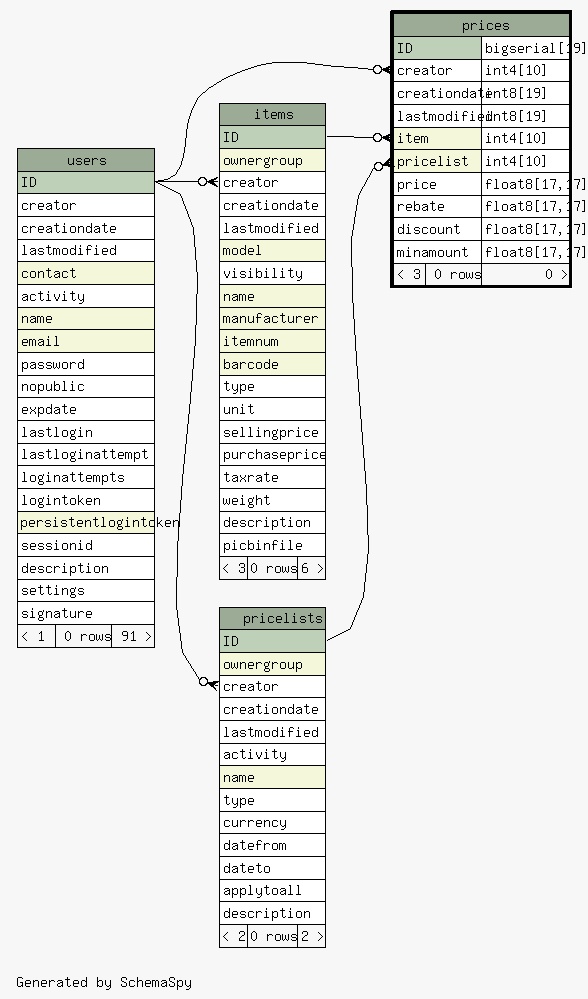 prices
ID bigserial[19]
creator int4[10]
creationdate int8[19]
lastmodified int8[19]
item int4[10]
pricelist int4[10]
price float8[17,17]
rebate float8[17,17]
discount float8[17,17]
minamount float8[17,17]
< 3 0 rows 0 >
items
ID
ownergroup
creator
creationdate
lastmodified
model
visibility
name
manufacturer
itemnum
barcode
type
unit
sellingprice
purchaseprice
taxrate
weight
description
picbinfile
< 3 0 rows 6 >
users
ID
creator
creationdate
lastmodified
contact
activity
name
email
password
nopublic
expdate
lastlogin
lastloginattempt
loginattempts
logintoken
persistentlogintoken
sessionid
description
settings
signature
< 1 0 rows 91 >
pricelists
ID
ownergroup
creator
creationdate
lastmodified
activity
name
type
currency
datefrom
dateto
applytoall
description
< 2 0 rows 2 >
Generated by SchemaSpy